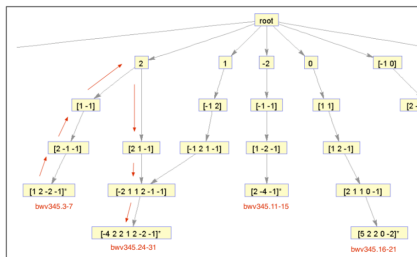 root
2 1 -2 0 [-1 0]
[1 -1] [-1 2] [-1 -1] [1 1]
[2 -1 -1] [2 1 -1] [-1 2 1 -1] [1 -2 -1] [1 2 -1]
[1 2 -2 -1]* [-2 1 1 2 -1 -1] [2 -4 -1]* [2 1 1 0 -1]
bwv345.3-7 bwv345.11-15
[-4 2 2 1 2 -2 -1]* [5 2 2 0 -2]*
bwv345.24-31 bwv345.16-21